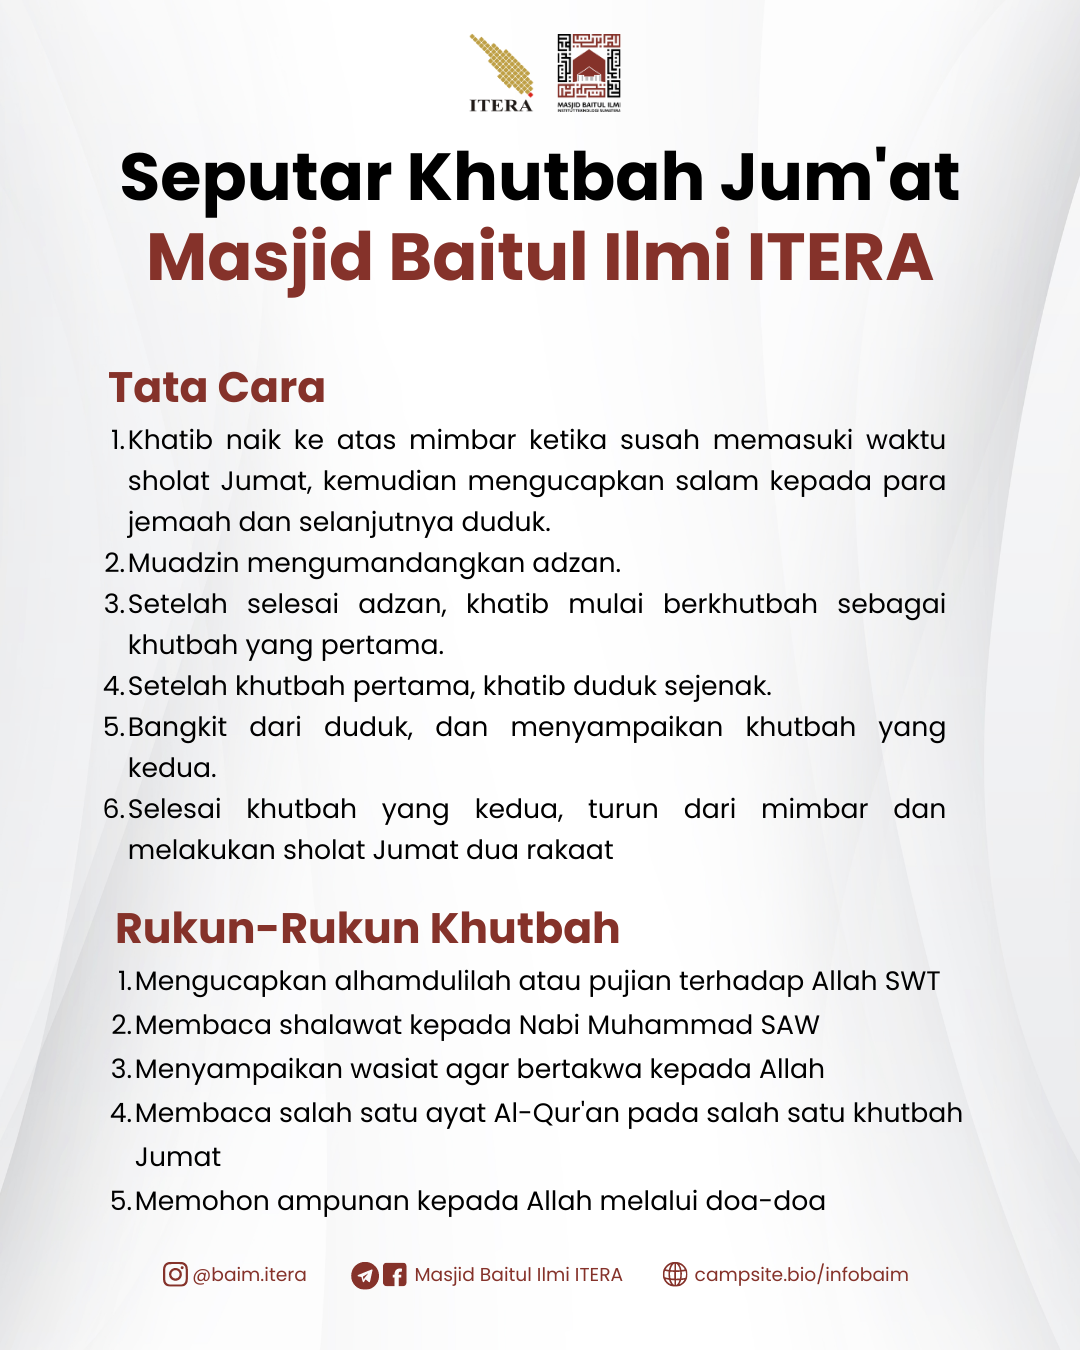 ITERA
MASJID BAITUL ILMI
INSTITUT TEKNOLOGI SUMATERA
Seputar Khutbah Jum'at
Masjid Baitul Ilmi ITERA
Tata Cara
1. Khatib naik ke atas mimbar ketika susah memasuki waktu
sholat Jumat, kemudian mengucapkan salam kepada para
jemaah dan selanjutnya duduk.
2. Muadzin mengumandangkan adzan.
3. Setelah selesai adzan, khatib mulai berkhutbah sebagai
khutbah yang pertama.
4. Setelah khutbah pertama, khatib duduk sejenak.
5. Bangkit dari duduk, dan menyampaikan khutbah yang
kedua.
6. Selesai khutbah yang kedua, turun dari mimbar dan
melakukan sholat Jumat dua rakaat
Rukun-Rukun Khutbah
1. Mengucapkan alhamdulilah atau pujian terhadap Allah SWT
2. Membaca shalawat kepada Nabi Muhammad SAW
3. Menyampaikan wasiat agar bertakwa kepada Allah
4. Membaca salah satu ayat Al-Qur'an pada salah satu khutbah
Jumat
5. Memohon ampunan kepada Allah melalui doa-doa
@baim.itera
Masjid Baitul Ilmi ITERA
campsite.bio/infobaim